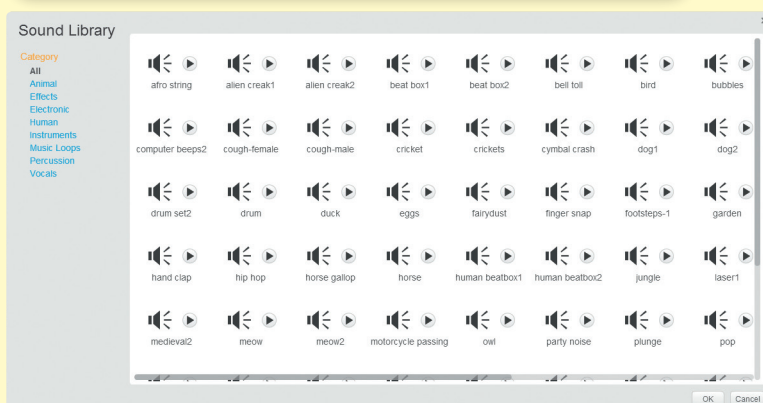 Sound Library
Category
All
Animal
Effects
Electronic
Human
Instruments
Music Loops
Percussion
Vocals
afro string alien creak1 alien creak2 beat box1 beat box2 bell toll bird bubbles
computer beeps2 cough-female cough-male cricket crickets cymbal crash dog1 dog2
drum set2 drum duck eggs fairydust finger snap footsteps-1 garden
hand clap hip hop horse gallop horse human beatbox1 human beatbox2 jungle laser1
medieval2 meow meow2 motorcycle passing owl party noise plunge pop
OK Cancel